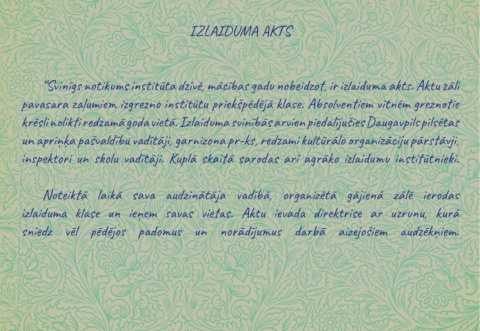 IZLAIDUMA AKTS
"Svinīgs notikums institūta dzīvē, mācības gadu nobeidzot, ir izlaiduma akts. Aktu zāli
pavasara zaļumiem izgrezno institūtu priekšpēdējā klase. Absolventiem vītnēm greznotie
krēsli nolikti redzamā goda vietā. Izlaiduma svinībās arvien piedalījušies Daugavpils pilsētas
un apriņķa pašvaldību vadītāji, garnizona pr-ks, redzami kultūrālo organizāciju pārstāvji,
inspektori un skolu vadītāji. Kuplā skaitā sarodas arī agrāko izlaidumu institūtnieki.
Noteiktā laikā sava audzinātāja vadībā, organizētā gājienā zālē ierodas
izlaiduma klase un ieņem savas vietas. Aktu ievada direktrise ar uzrunu, kurā
sniedz vēl pēdējos padomus un norādījumus darbā aizejošiem audzēkņiem.